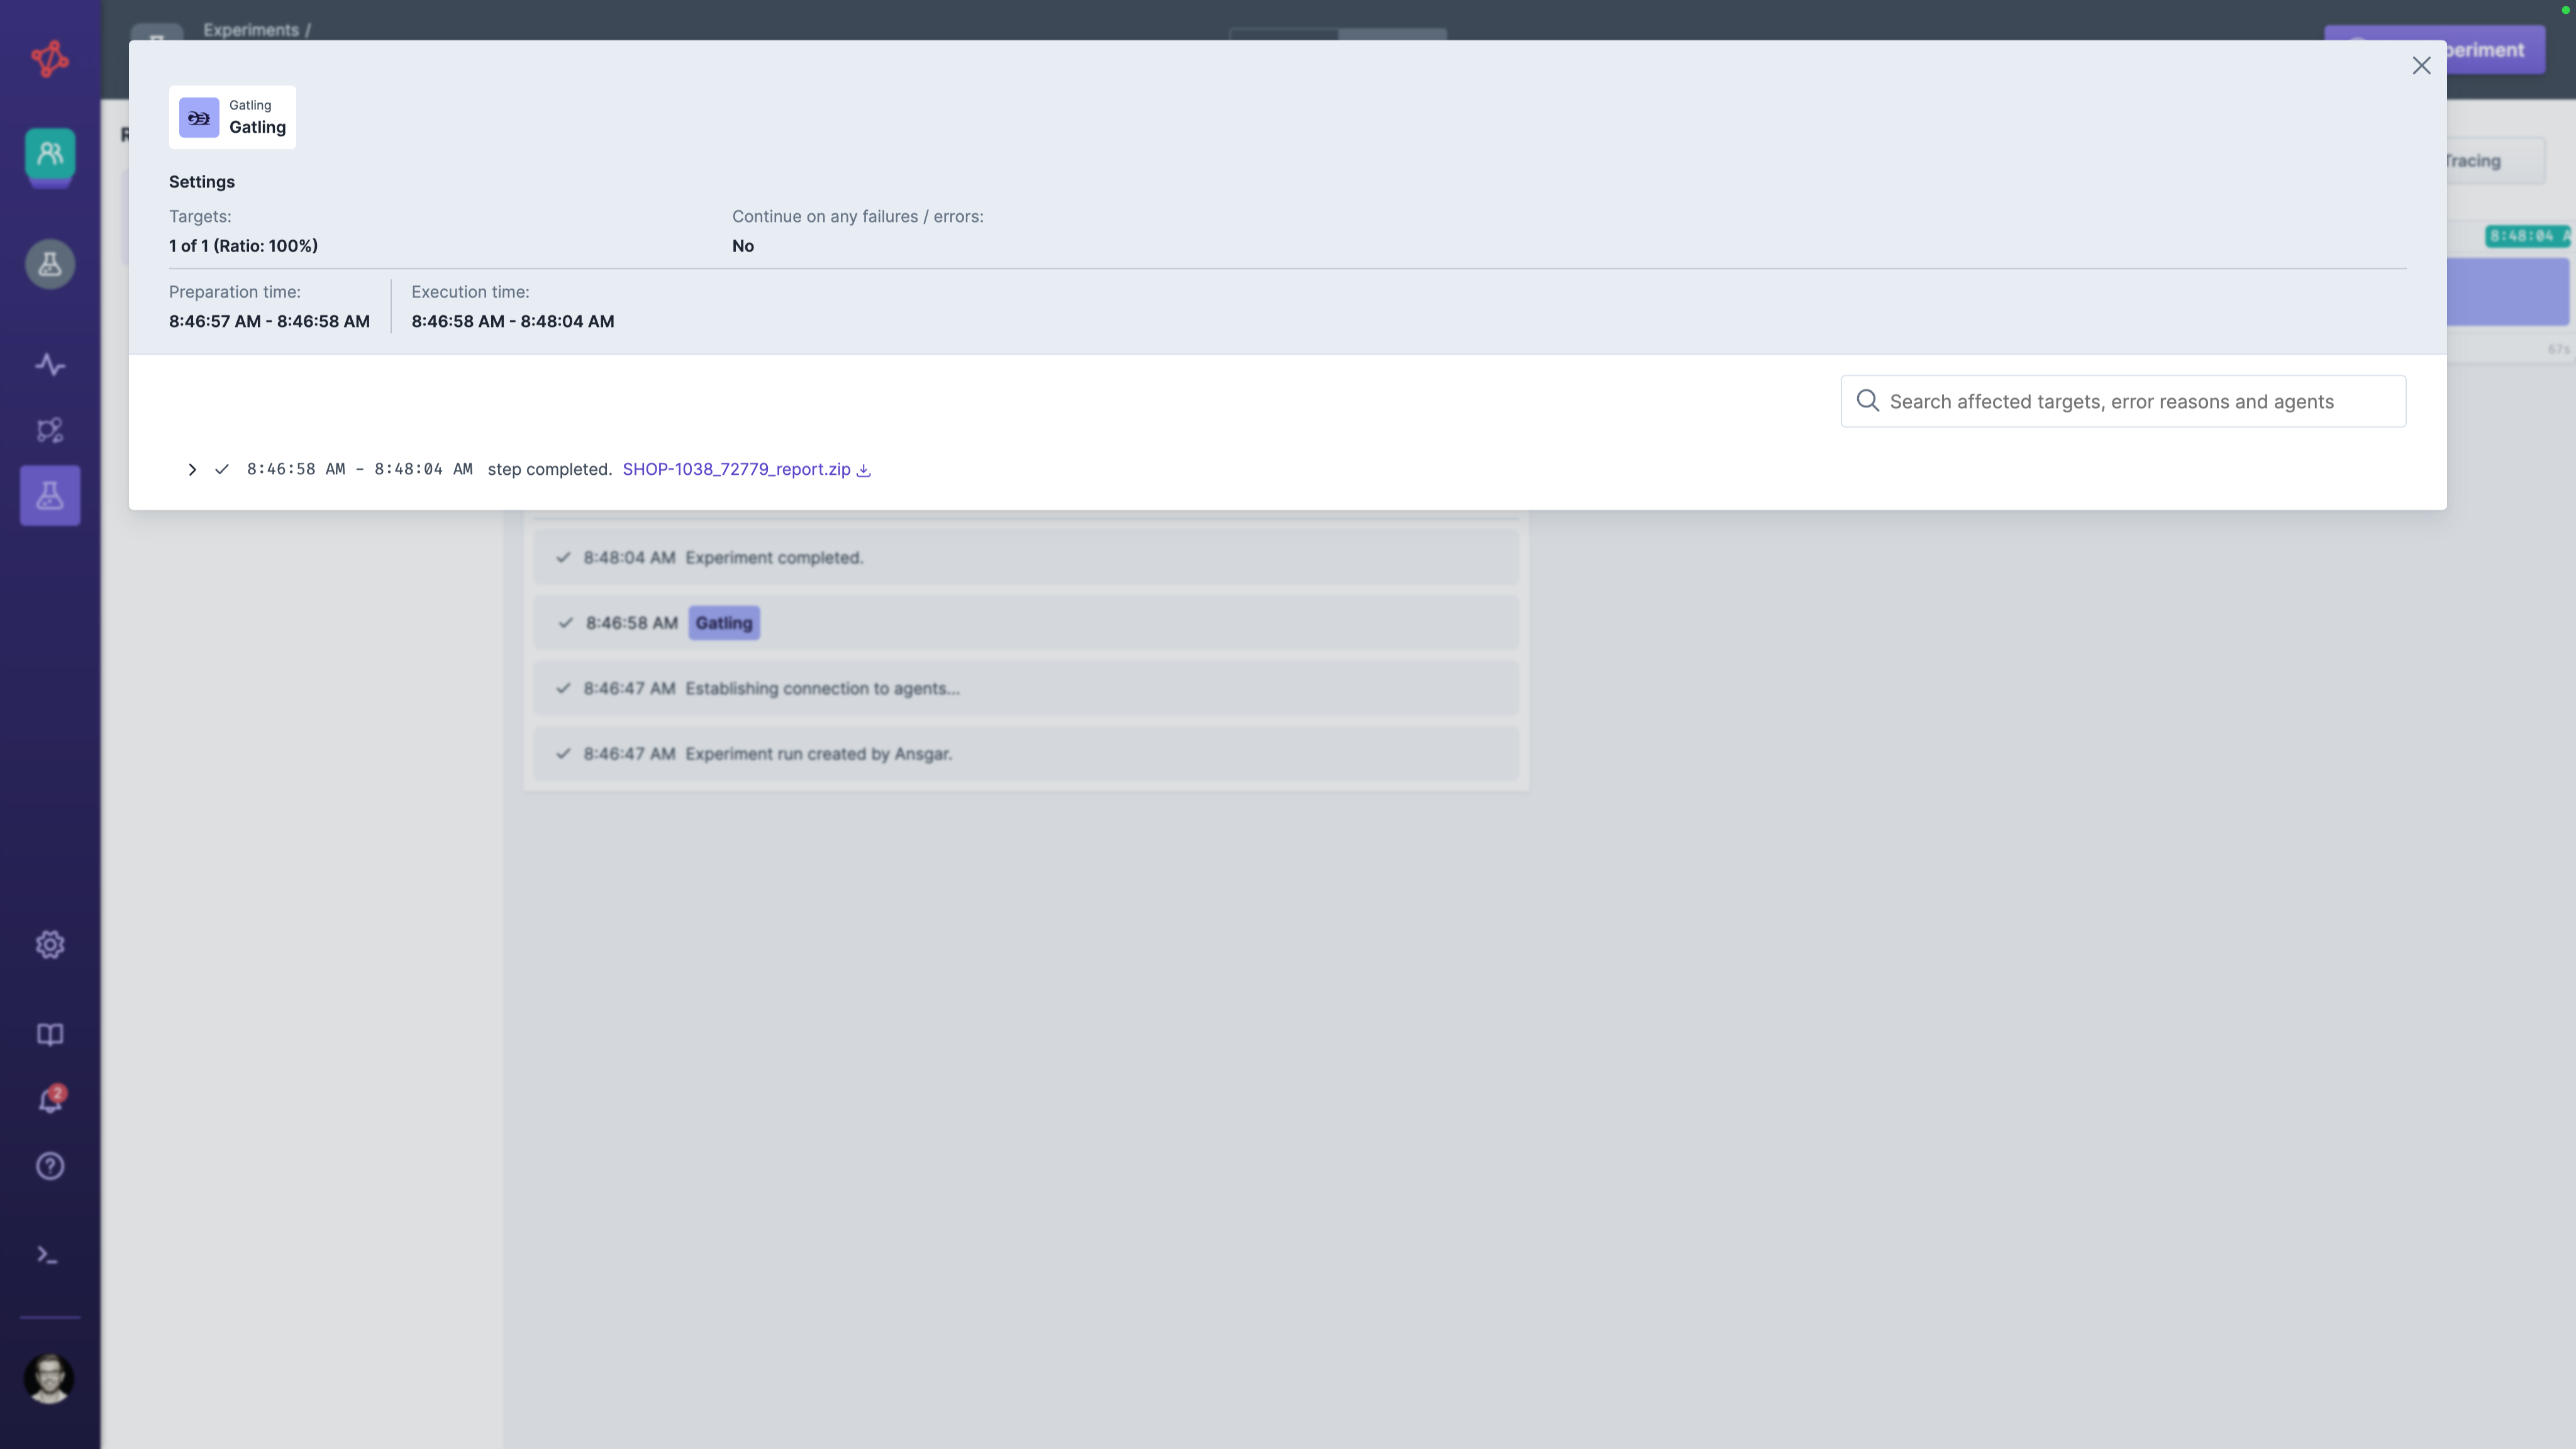 Experiments /
periment
Gatling
Gatling
Settings
Targets:
Continue on any failures / errors:
1 of 1 (Ratio: 100%)
No
Preparation time:
Execution time:
8:46:57 AM - 8:46:58 AM
8:46:58 AM - 8:48:04 AM
Tracing
8:48:04 A
67s
Search affected targets, error reasons and agents
8:46:58 AM - 8:48:04 AM step completed. SHOP-1038_72779_report.zip
8:48:04 AM Experiment completed.
8:46:58 AM Gatling
8:46:47 AM Establishing connection to agents...
8:46:47 AM Experiment run created by Ansgar.
2